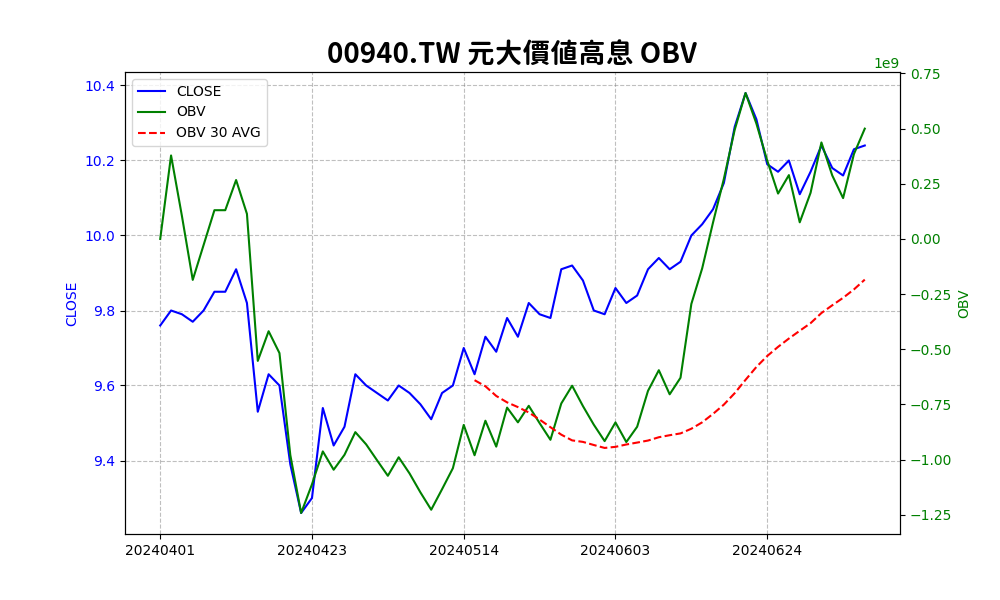 00940.TW 元大價值高息 OBV
1e9
CLOSE
OBV
OBV 30 AVG
10.4
10.2
10.0
9.8
9.6
9.4
CLOSE
0.75
0.50
0.25
0.00
−0.25
−0.50
−0.75
−1.00
−1.25
OBV
20240401
20240423
20240514
20240603
20240624